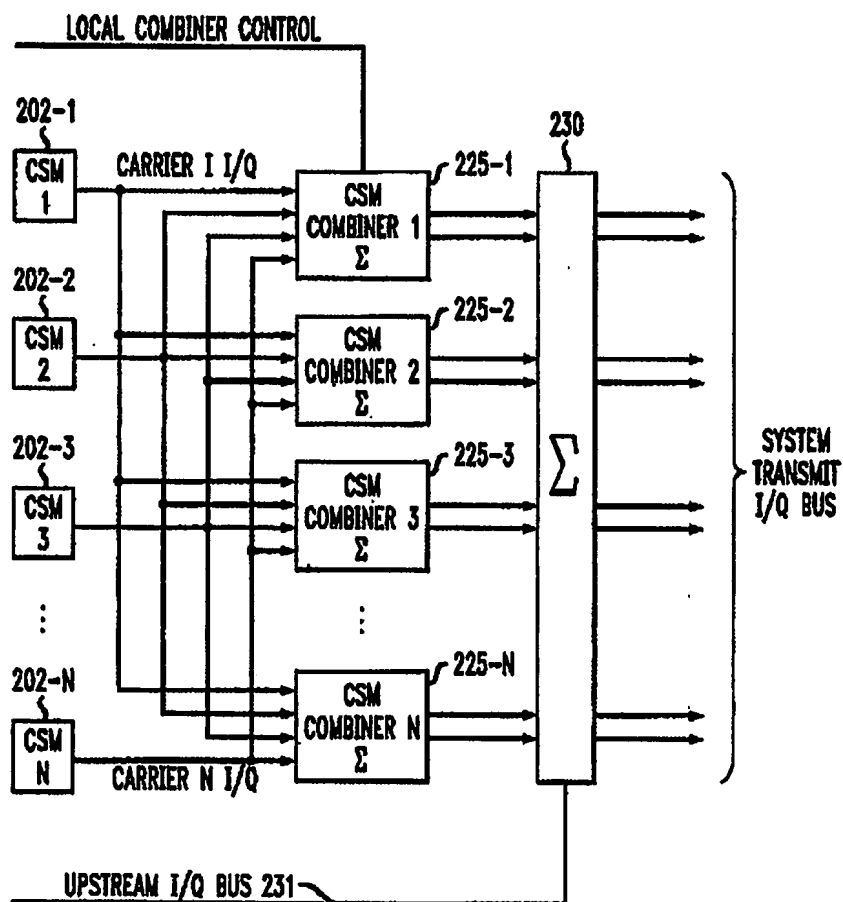 LOCAL COMBINER CONTROL
202-1
CSM
1
CARRIER I I/Q
225-1
CSM
COMBINER 1
Σ
230
202-2
CSM
2
225-2
CSM
COMBINER 2
Σ
202-3
CSM
3
225-3
CSM
COMBINER 3
Σ
Σ
SYSTEM
TRANSMIT
I/Q BUS
⋮
⋮
202-N
CSM
N
CARRIER N I/Q
225-N
CSM
COMBINER N
Σ
UPSTREAM I/Q BUS 231